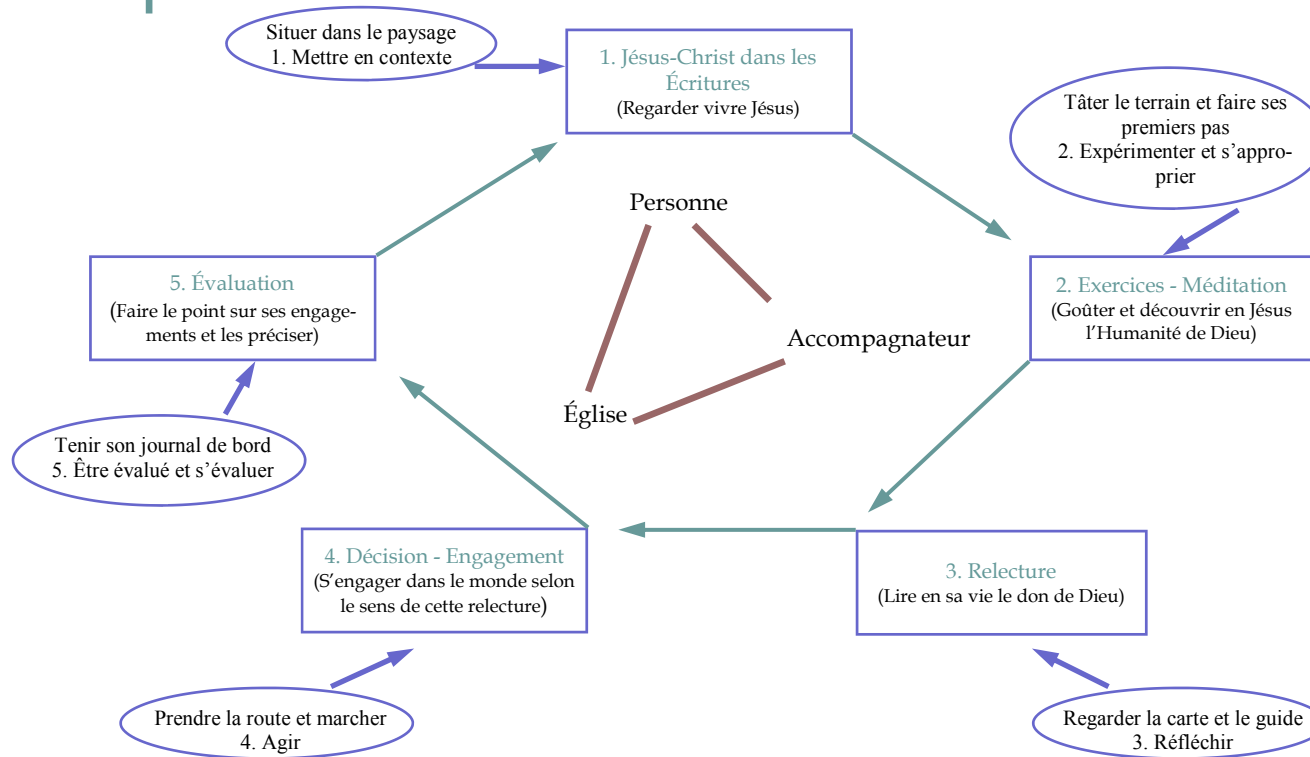 Situer dans le paysage
1. Mettre en contexte
1. Jésus-Christ dans les
Écritures
(Regarder vivre Jésus)
Tâter le terrain et faire ses
premiers pas
2. Expérimenter et s’appro-
prier
Personne
5. Évaluation
(Faire le point sur ses engage-
ments et les préciser)
2. Exercices - Méditation
(Goûter et découvrir en Jésus
l’Humanité de Dieu)
Accompagnateur
Église
Tenir son journal de bord
5. Être évalué et s’évaluer
4. Décision - Engagement
(S’engager dans le monde selon
le sens de cette relecture)
3. Relecture
(Lire en sa vie le don de Dieu)
Prendre la route et marcher
4. Agir
Regarder la carte et le guide
3. Réfléchir